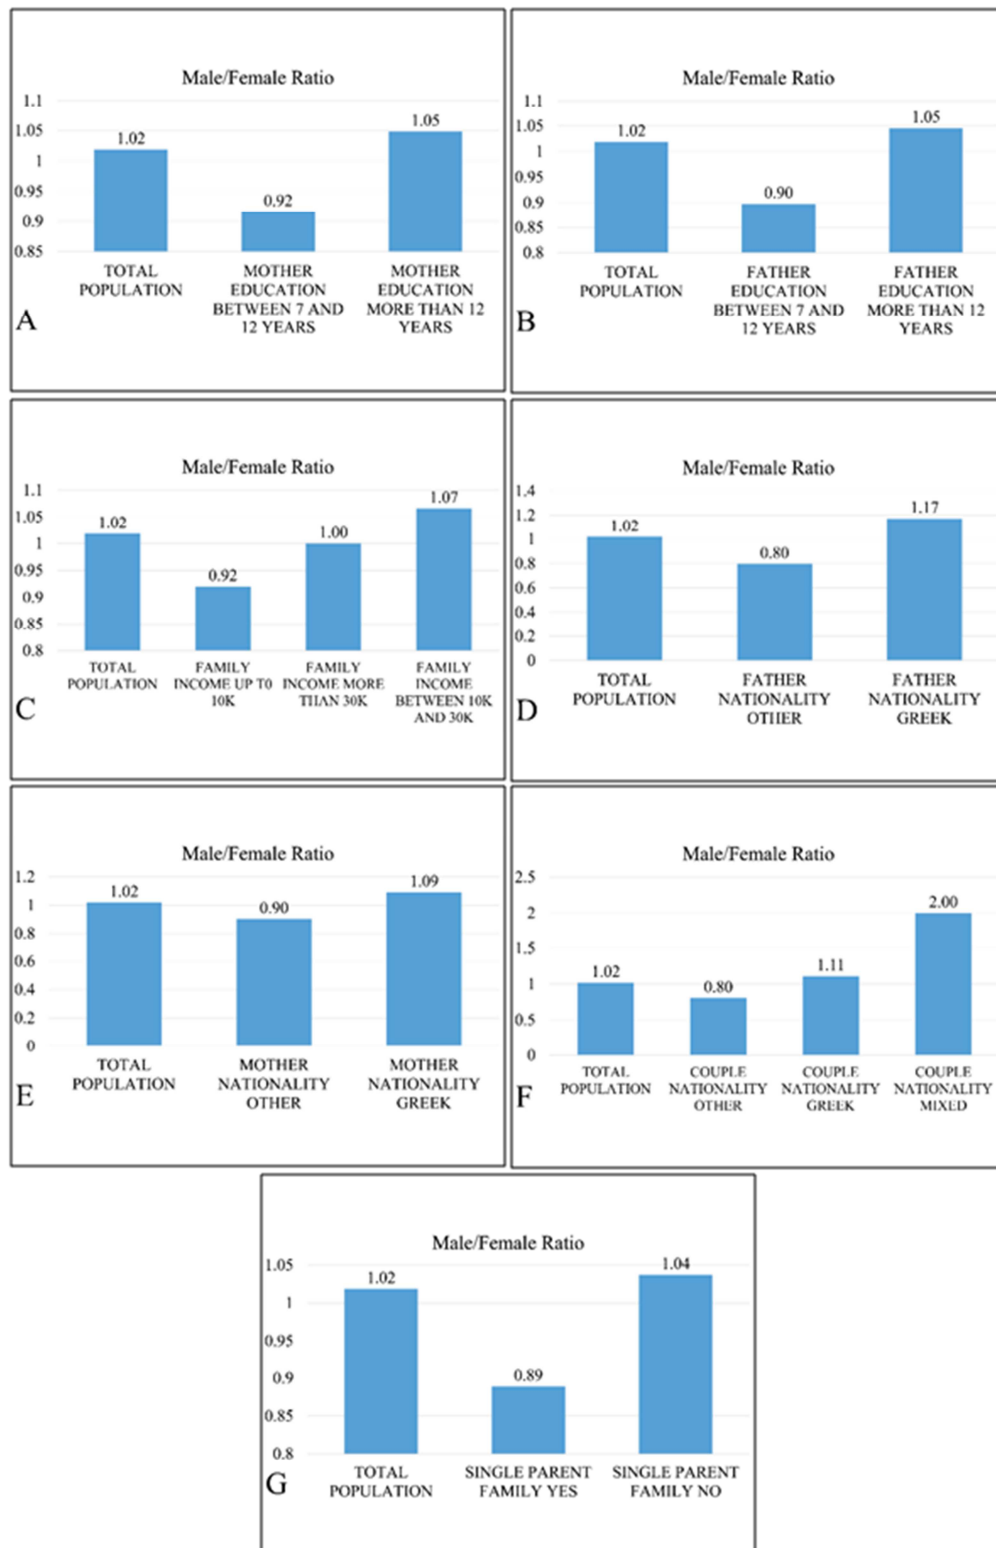 Male/Female Ratio
1.1
1.05
1
0.95
0.9
0.85
1.02
0.92
1.05
TOTAL
POPULATION
MOTHER
EDUCATION
BETWEEN 7 AND
12 YEARS
MOTHER
EDUCATION
MORE THAN 12
YEARS
A
Male/Female Ratio
1.1
1.05
1
0.95
0.9
0.85
0.8
1.02
0.90
1.05
TOTAL
POPULATION
FATHER
EDUCATION
BETWEEN 7 AND
12 YEARS
FATHER
EDUCATION
MORE THAN 12
YEARS
B
Male/Female Ratio
1.1
1.05
1
0.95
0.9
0.85
0.8
1.02
0.92
1.00
1.07
TOTAL
POPULATION
FAMILY
INCOME UP T0
10K
FAMILY
INCOME MORE
THAN 30K
FAMILY
INCOME
BETWEEN 10K
AND 30K
C
Male/Female Ratio
1.4
1.2
1
0.8
0.6
0.4
0.2
0
1.02
0.80
1.17
TOTAL
POPULATION
FATHER
NATIONALITY
OTHER
FATHER
NATIONALITY
GREEK
D
Male/Female Ratio
1.2
1
0.8
0.6
0.4
0.2
0
1.02
0.90
1.09
TOTAL
POPULATION
MOTHER
NATIONALITY
OTHER
MOTHER
NATIONALITY
GREEK
E
Male/Female Ratio
2.5
2
1.5
1
0.5
0
1.02
0.80
1.11
2.00
TOTAL
POPULATION
COUPLE
NATIONALITY
OTHER
COUPLE
NATIONALITY
GREEK
COUPLE
NATIONALITY
MIXED
F
Male/Female Ratio
1.05
1
0.95
0.9
0.85
0.8
1.02
0.89
1.04
TOTAL
POPULATION
SINGLE PARENT
FAMILY YES
SINGLE PARENT
FAMILY NO
G